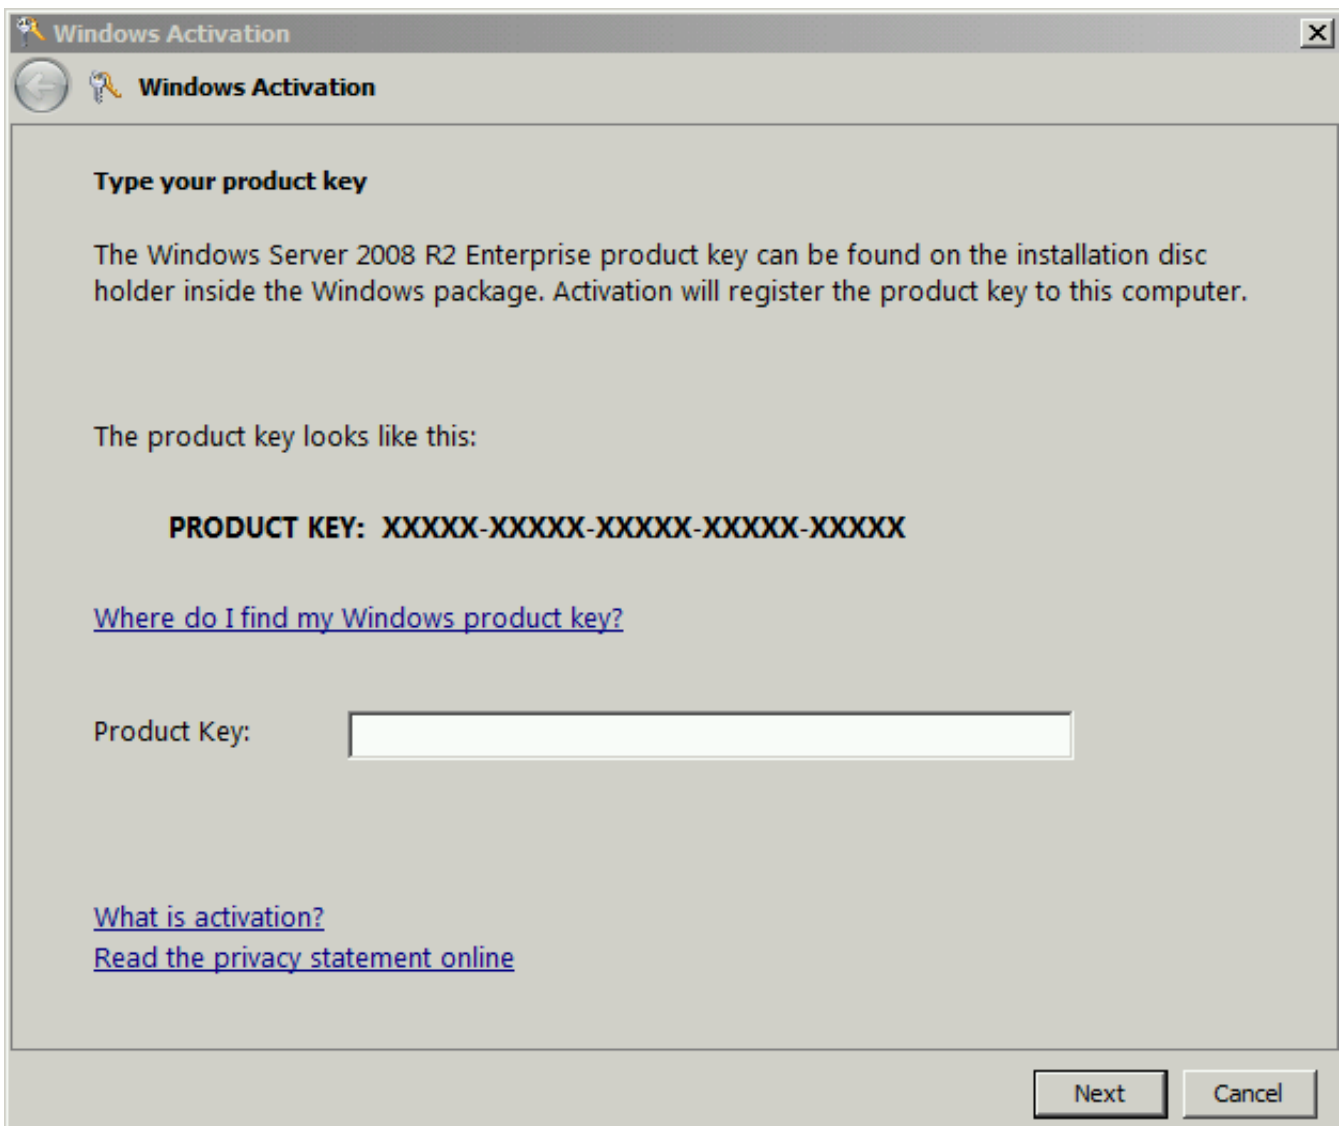 Windows Activation
Windows Activation
Type your product key
The Windows Server 2008 R2 Enterprise product key can be found on the installation disc
holder inside the Windows package. Activation will register the product key to this computer.
The product key looks like this:
PRODUCT KEY: XXXXX-XXXXX-XXXXX-XXXXX-XXXXX
Where do I find my Windows product key?
Product Key:
What is activation?
Read the privacy statement online
Next Cancel